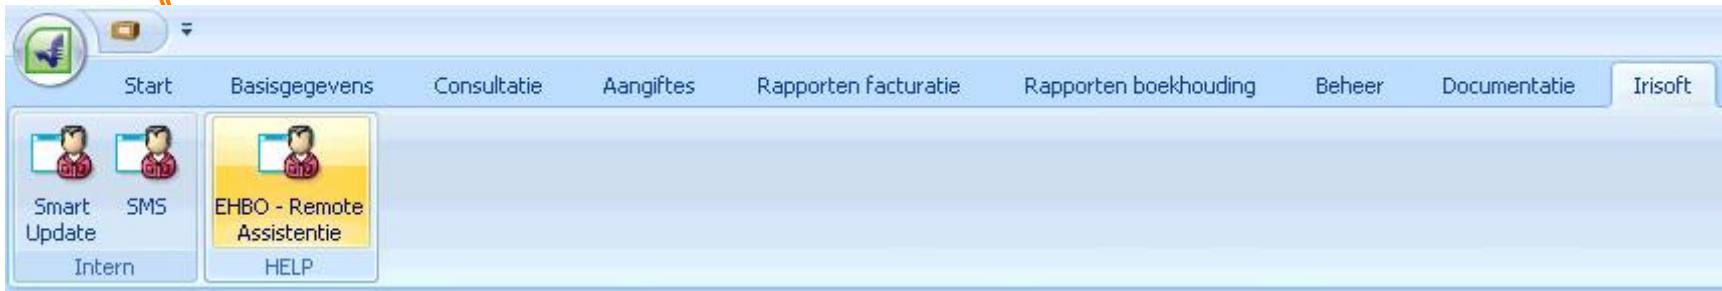 Start Basisgegevens Consultatie Aangiftes Rapporten facturatie Rapporten boekhouding Beheer Documentatie Irisoft
Smart Update
SMS
EHBO - Remote
Assistentie
Intern
HELP